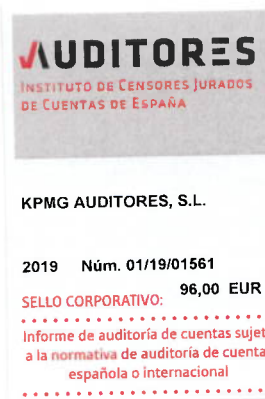 AUDITORES
INSTITUTO DE CENSORES JURADOS
DE CUENTAS DE ESPAÑA
KPMG AUDITORES, S.L.
2019 Núm. 01/19/01561
96,00 EUR
SELLO CORPORATIVO:
Informe de auditoría de cuentas sujet
a la normativa de auditoría de cuenta
española o internacional